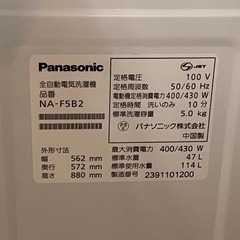 Panasonic
全自動電気洗濯機
品番
NA-F5B2
外形寸法
幅 562 mm
奥行 572 mm
高さ 880 mm
JET
定格電圧 100 V
定格周波数 50/60 Hz
電動機定格消費電力 400/430 W
定格時間 洗いのみ 10 分
標準洗濯容量 5.0 kg
パナソニック株式会社
中国製
最大消費電力 400/430 W
標準水量 47 L
標準使用水量 114 L
2391101200